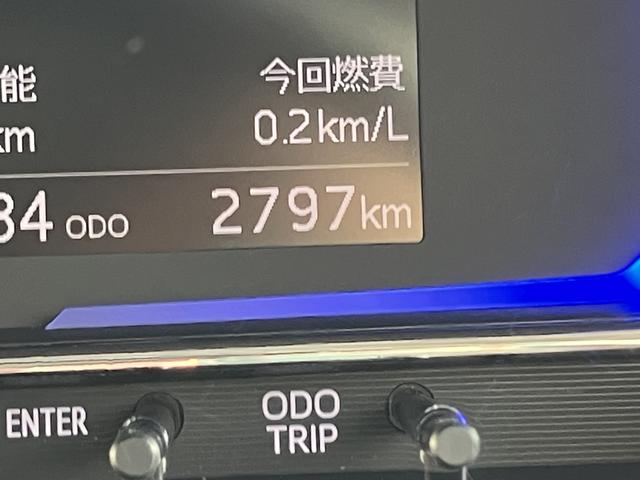 能 今回燃費
km 0.2km/L
84 ODO 2797km
ENTER ODO
TRIP